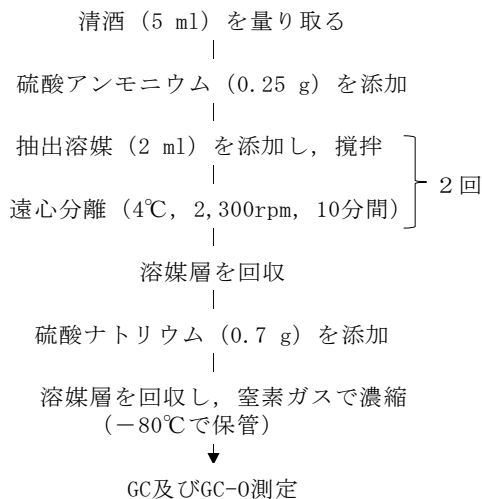 清酒（5 ml）を量り取る
硫酸アンモニウム（0.25 g）を添加
抽出溶媒（2 ml）を添加し，撹拌
２回
遠心分離（4℃，2,300rpm，10分間）
溶媒層を回収
硫酸ナトリウム（0.7 g）を添加
溶媒層を回収し，窒素ガスで濃縮
（－80℃で保管）
GC及びGC-O測定